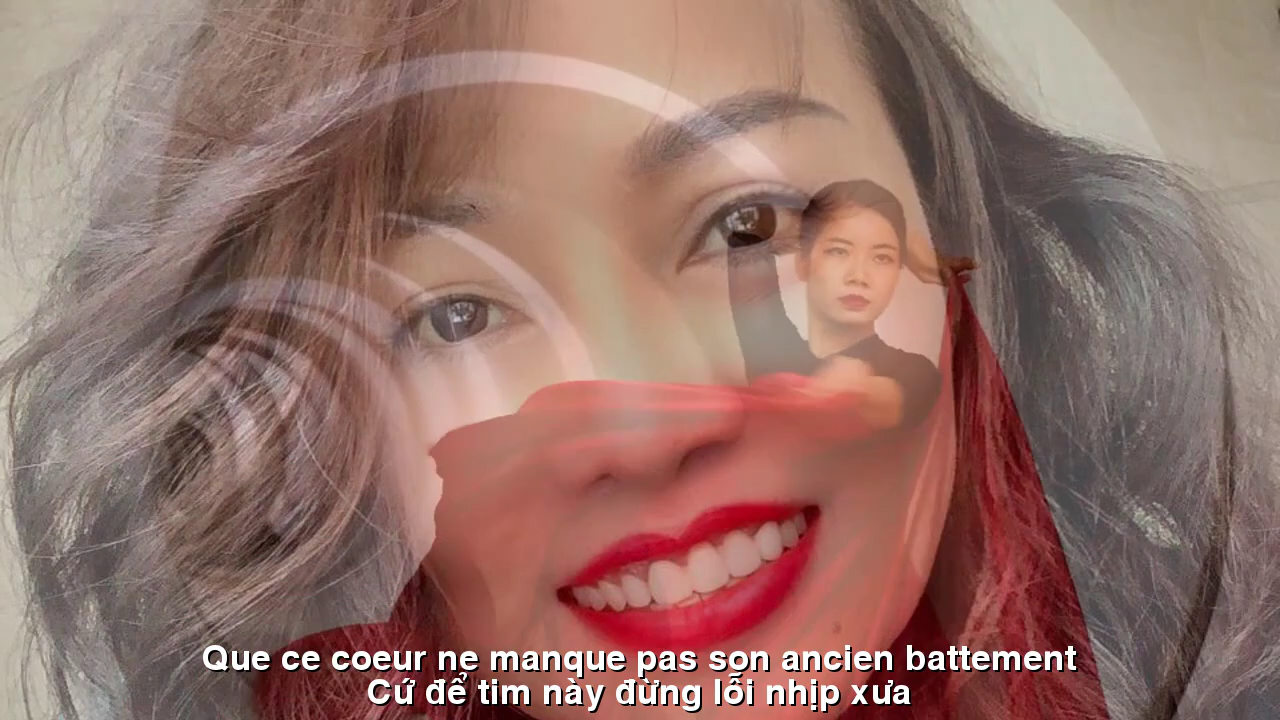 Que ce coeur ne manque pas son ancien battement
Cứ để tim này đừng lỗi nhịp xưa